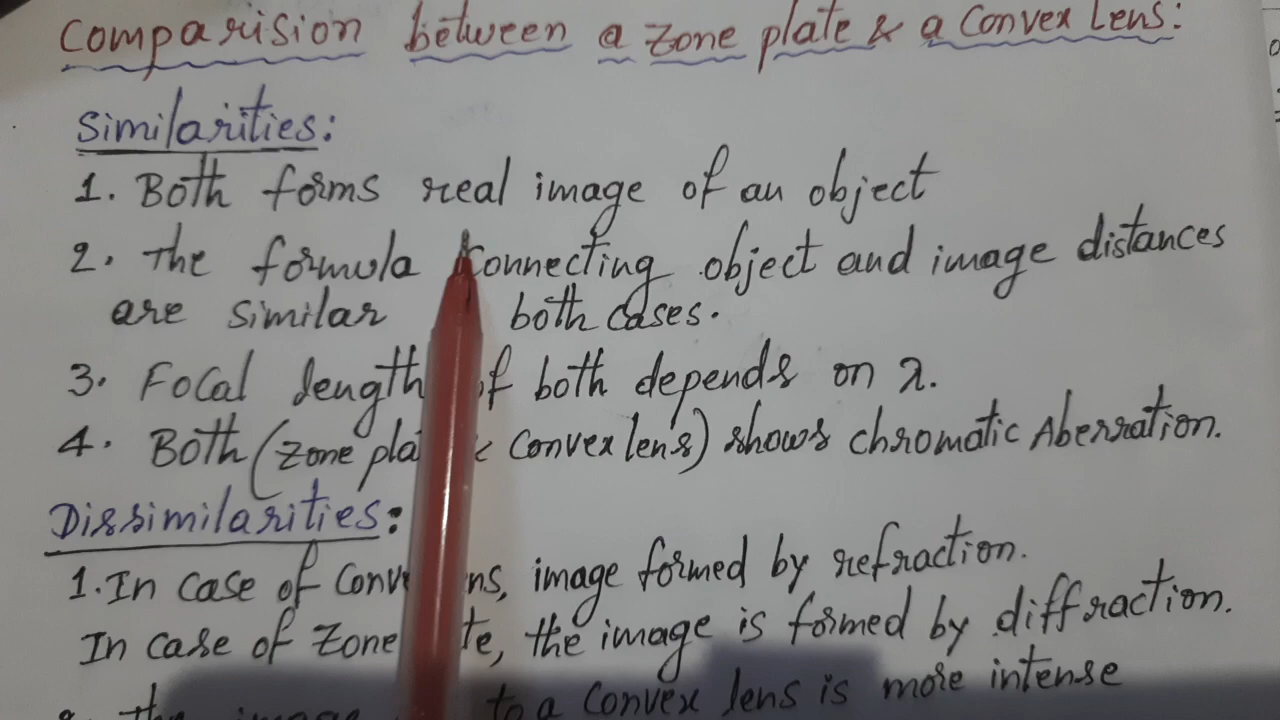 Comparision between a zone plate & a Convex Lens:
Similarities:
1. Both forms real image of an object
2. The formula connecting object and image distances
are similar both cases.
3. Focal length of both depends on λ.
4. Both (zone convex lens) shows chromatic Aberration.
Dissimilarities:
1. In case of image formed by refraction.
In case of zone the image is formed by diffraction.
the image to a convex lens is more intense